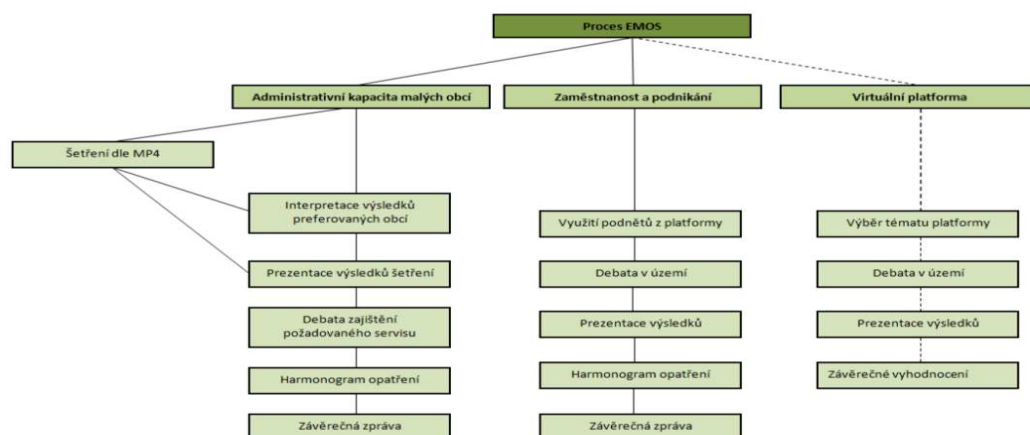 Proces EMOS
Administrativní kapacita malých obcí
Zaměstnanost a podnikání
Virtuální platforma
Šetření dle MP4
Interpretace výsledků
preferovaných obcí
Využití podnětů z platformy
Výběr tématu platformy
Prezentace výsledků šetření
Debata v území
Debata v území
Debata zajištění
požadovaného servisu
Prezentace výsledků
Prezentace výsledků
Harmonogram opatření
Harmonogram opatření
Závěrečné vyhodnocení
Závěrečná zpráva
Závěrečná zpráva